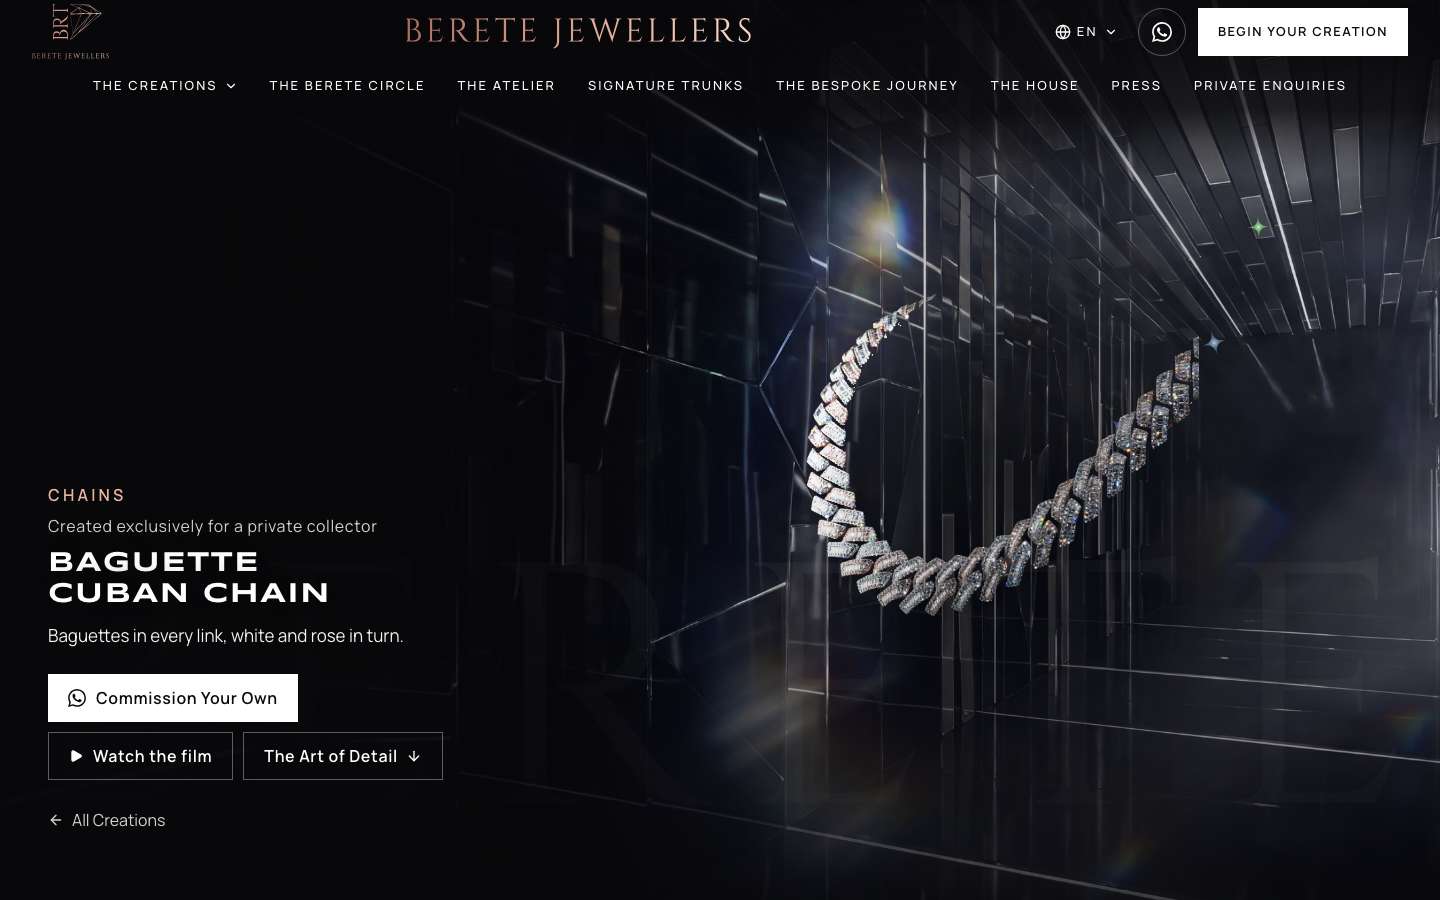 BRT
BERETE JEWELLERS
BERETE JEWELLERS
EN
BEGIN YOUR CREATION
THE CREATIONS
THE BERETE CIRCLE
THE ATELIER
SIGNATURE TRUNKS
THE BESPOKE JOURNEY
THE HOUSE
PRESS
PRIVATE ENQUIRIES
CHAINS
Created exclusively for a private collector
BAGUETTE
CUBAN CHAIN
Baguettes in every link, white and rose in turn.
Commission Your Own
Watch the film
The Art of Detail
All Creations